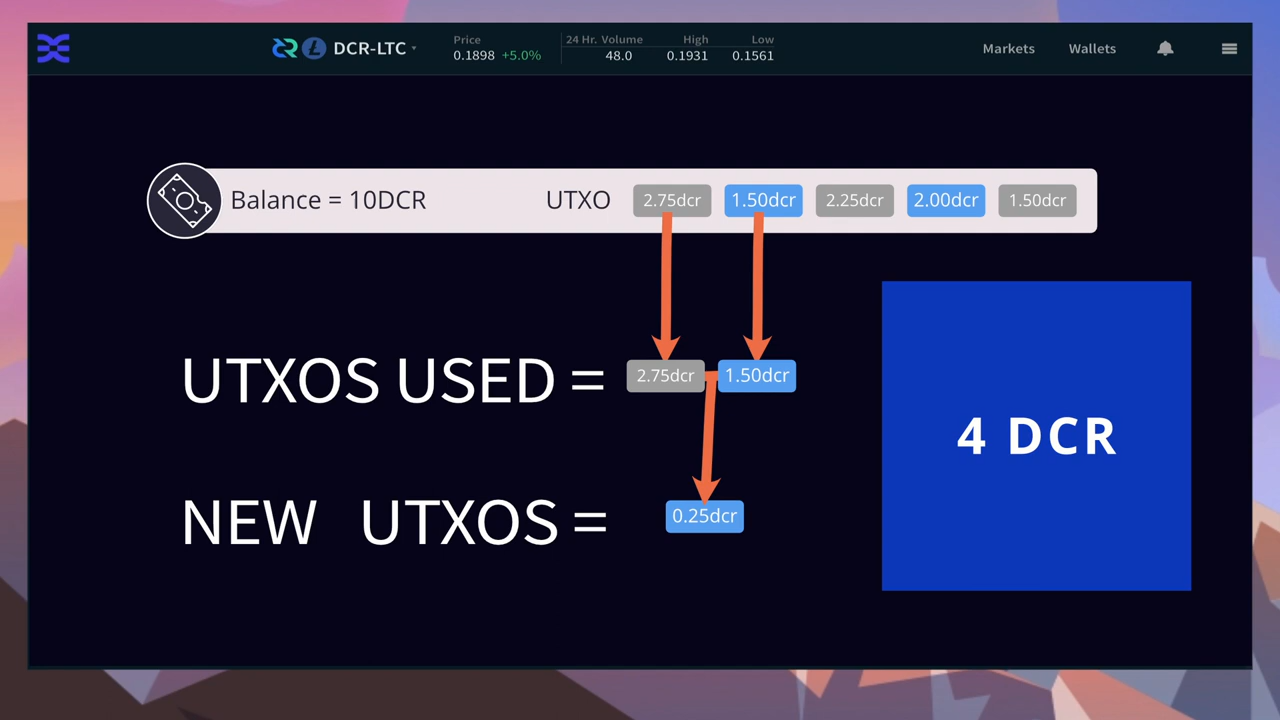 DCR-LTC
Price
0.1898 +5.0%
24 Hr. Volume
48.0
High
0.1931
Low
0.1561
Markets
Wallets
Balance = 10DCR
UTXO
2.75dcr
1.50dcr
2.25dcr
2.00dcr
1.50dcr
UTXOS USED =
2.75dcr
1.50dcr
4 DCR
NEW UTXOS =
0.25dcr